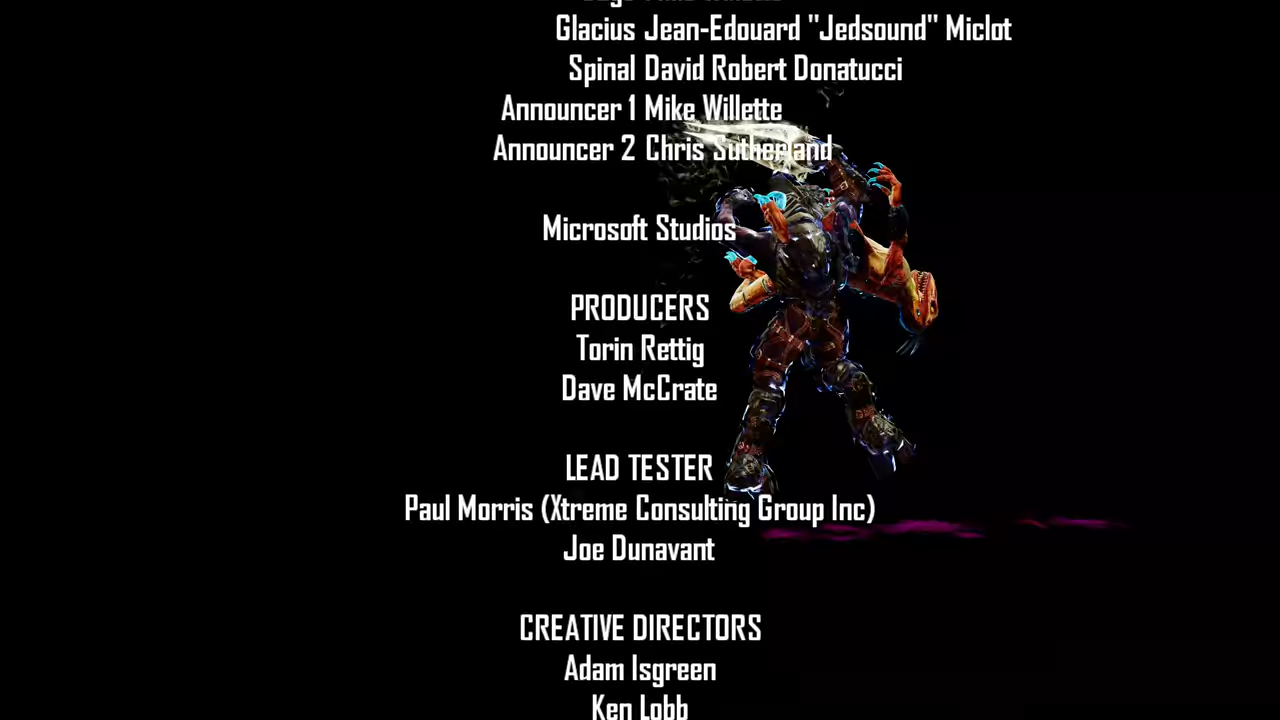 Glacius Jean-Edouard "Jedsound" Miclot
Spinal David Robert Donatucci
Announcer 1 Mike Willette
Announcer 2 Chris Sutherland
Microsoft Studios
PRODUCERS
Torin Rettig
Dave McCrate
LEAD TESTER
Paul Morris (Xtreme Consulting Group Inc)
Joe Dunavant
CREATIVE DIRECTORS
Adam Isgreen
Ken Lobb